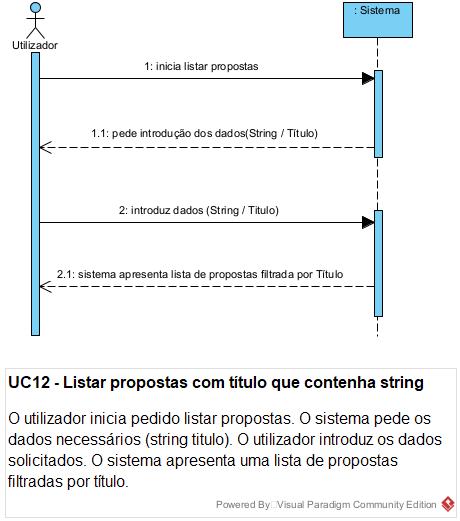 Utilizador
: Sistema
1: inicia listar propostas
1.1: pede introdução dos dados(String / Título)
2: introduz dados (String / Titulo)
2.1: sistema apresenta lista de propostas filtrada por Título
UC12 - Listar propostas com título que contenha string
O utilizador inicia pedido listar propostas. O sistema pede os
dados necessários (string titulo). O utilizador introduz os dados
solicitados. O sistema apresenta uma lista de propostas
filtradas por título.
Powered By Visual Paradigm Community Edition